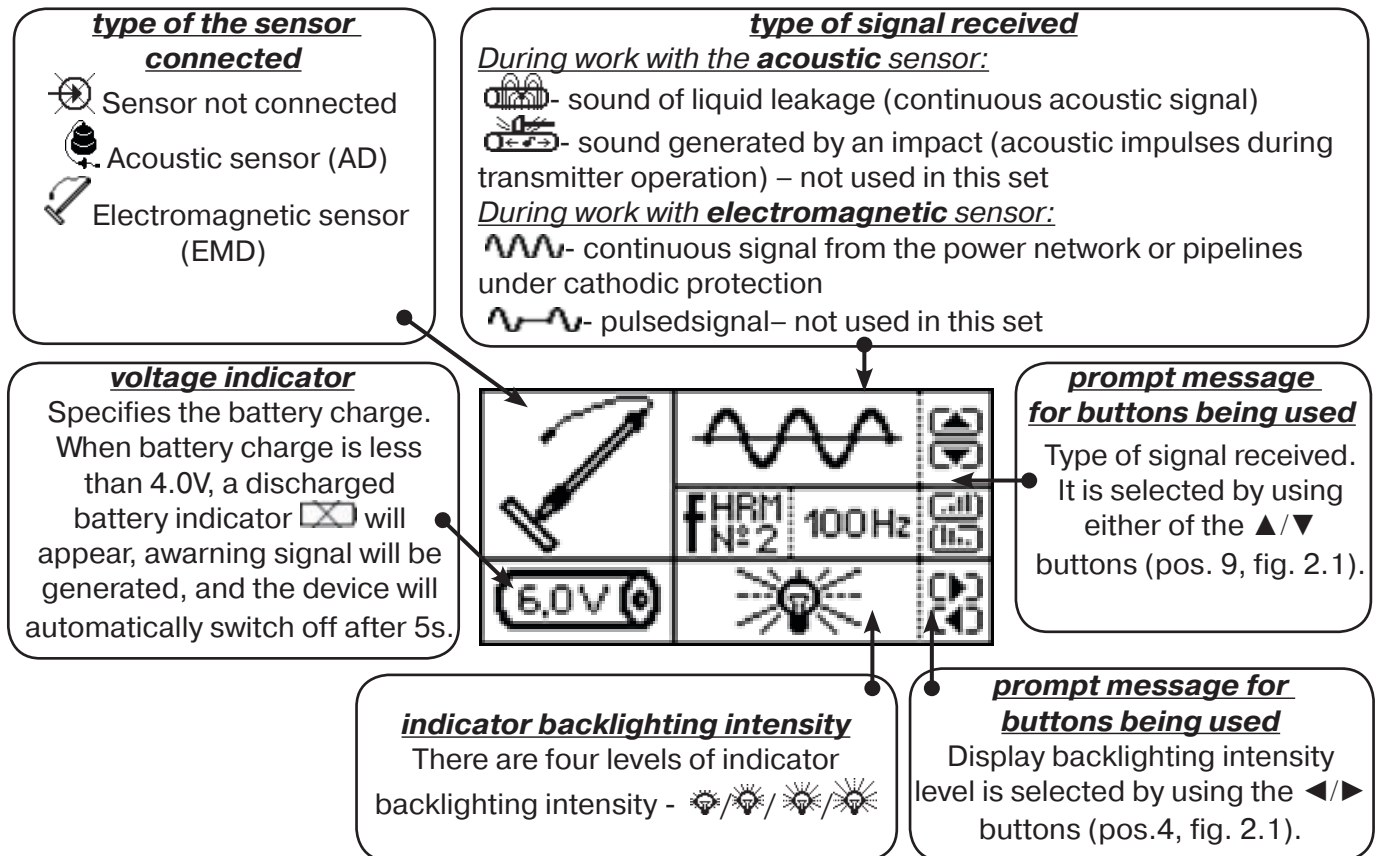 type of the sensor
connected
Sensor not connected
Acoustic sensor (AD)
Electromagnetic sensor
(EMD)
type of signal received
During work with the acoustic sensor:
- sound of liquid leakage (continuous acoustic signal)
- sound generated by an impact (acoustic impulses during
transmitter operation) – not used in this set
During work with electromagnetic sensor:
- continuous signal from the power network or pipelines
under cathodic protection
- pulsedsignal– not used in this set
voltage indicator
Specifies the battery charge.
When battery charge is less
than 4.0V, a discharged
battery indicator will
appear, awarning signal will be
generated, and the device will
automatically switch off after 5s.
f HRM
Nº2
100Hz
6,0V
prompt message
for buttons being used
Type of signal received.
It is selected by using
either of the ▲/▼
buttons (pos. 9, fig. 2.1).
indicator backlighting intensity
There are four levels of indicator
backlighting intensity - / / /
prompt message for
buttons being used
Display backlighting intensity
level is selected by using the ◄/►
buttons (pos.4, fig. 2.1).